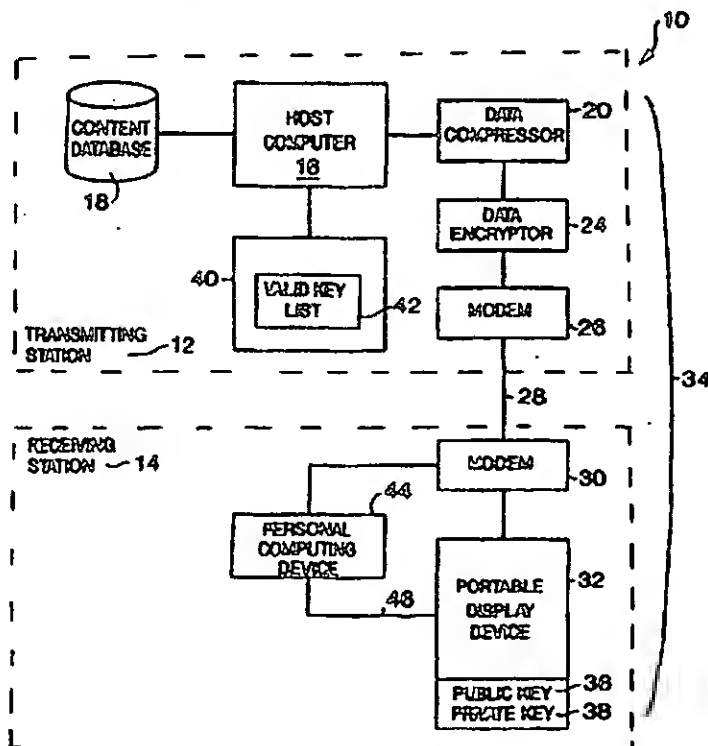 10
CONTENT
DATABASE
18
HOST
COMPUTER
16
DATA
COMPRESSOR
20
DATA
ENCRYPTOR
24
40
VALID KEY
LIST
42
MODEM
26
TRANSMITTING
STATION
12
28
34
RECEIVING
STATION
14
MODEM
30
44
PERSONAL
COMPUTING
DEVICE
PORTABLE
DISPLAY
DEVICE
32
46
PUBLIC KEY
38
PRIVATE KEY
38